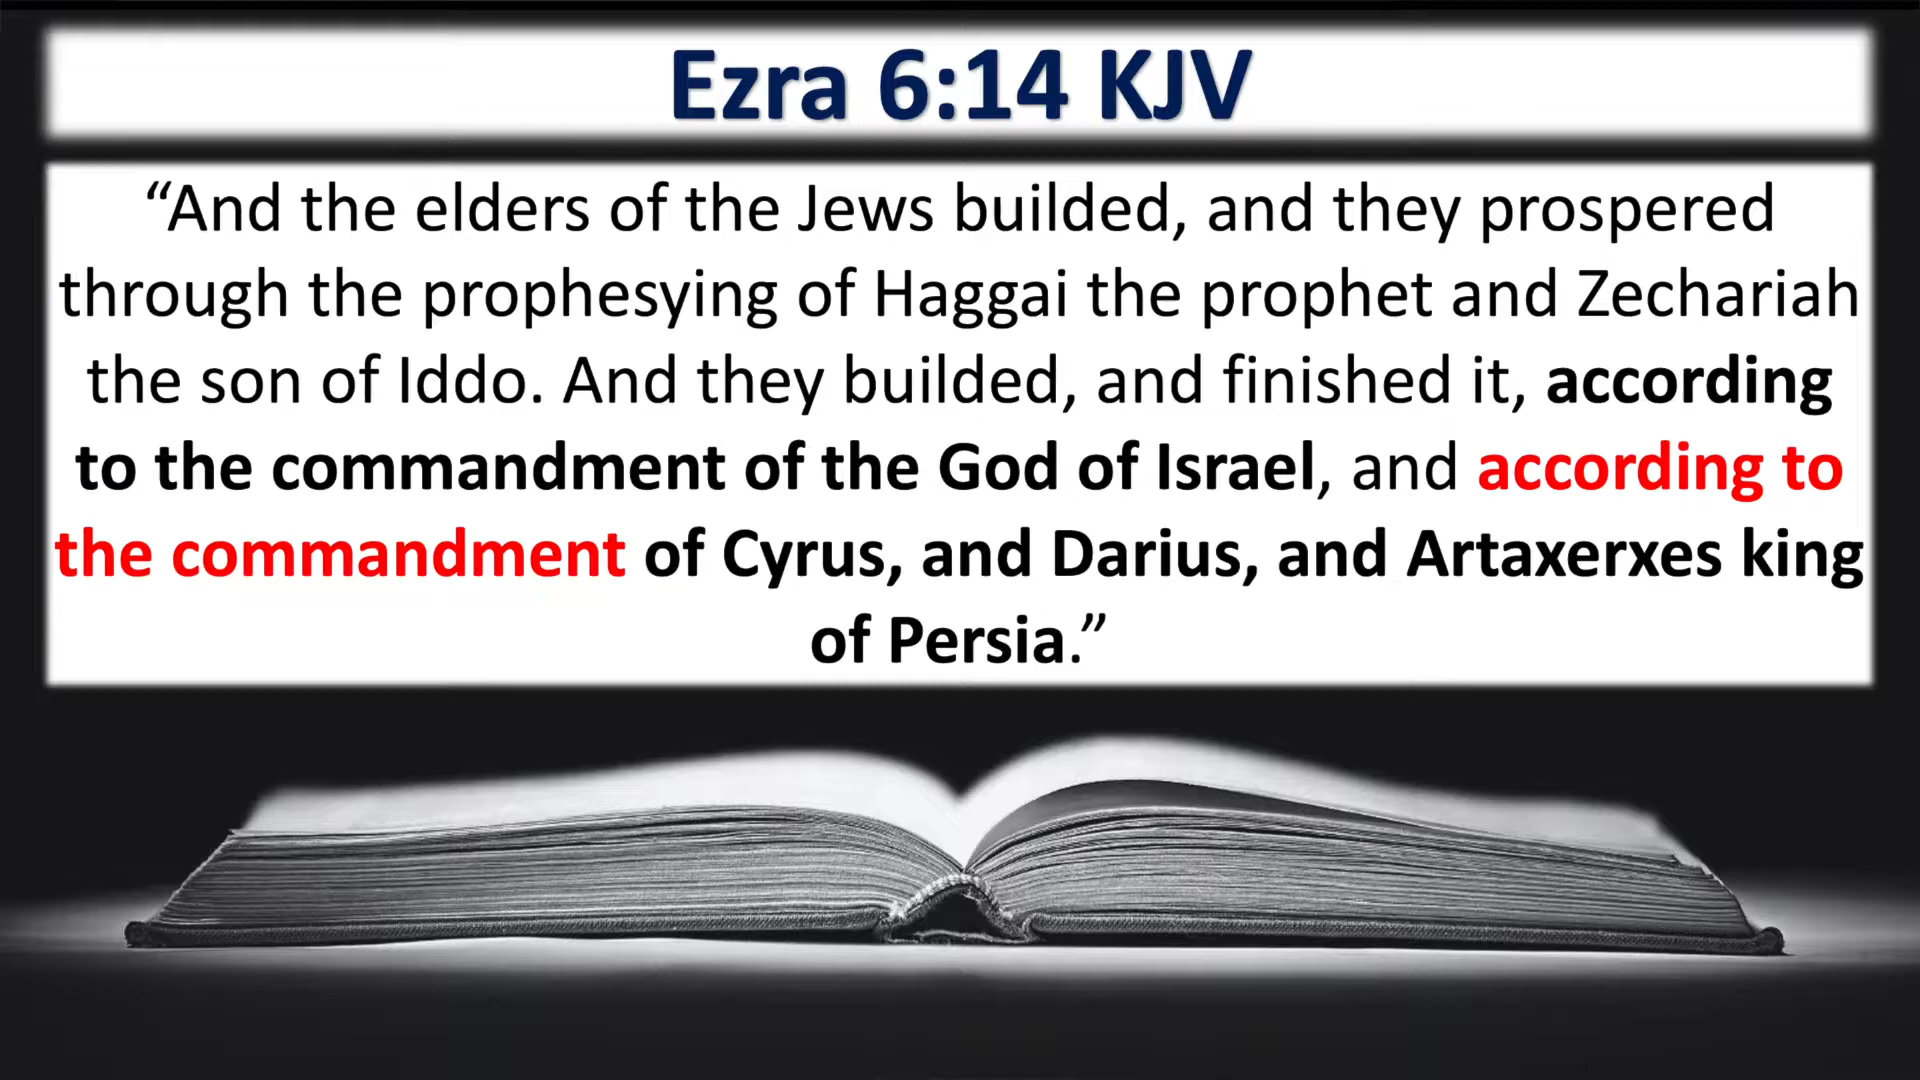 Ezra 6:14 KJV
“And the elders of the Jews builded, and they prospered
through the prophesying of Haggai the prophet and Zechariah
the son of Iddo. And they builded, and finished it, according
to the commandment of the God of Israel, and according to
the commandment of Cyrus, and Darius, and Artaxerxes king
of Persia.”